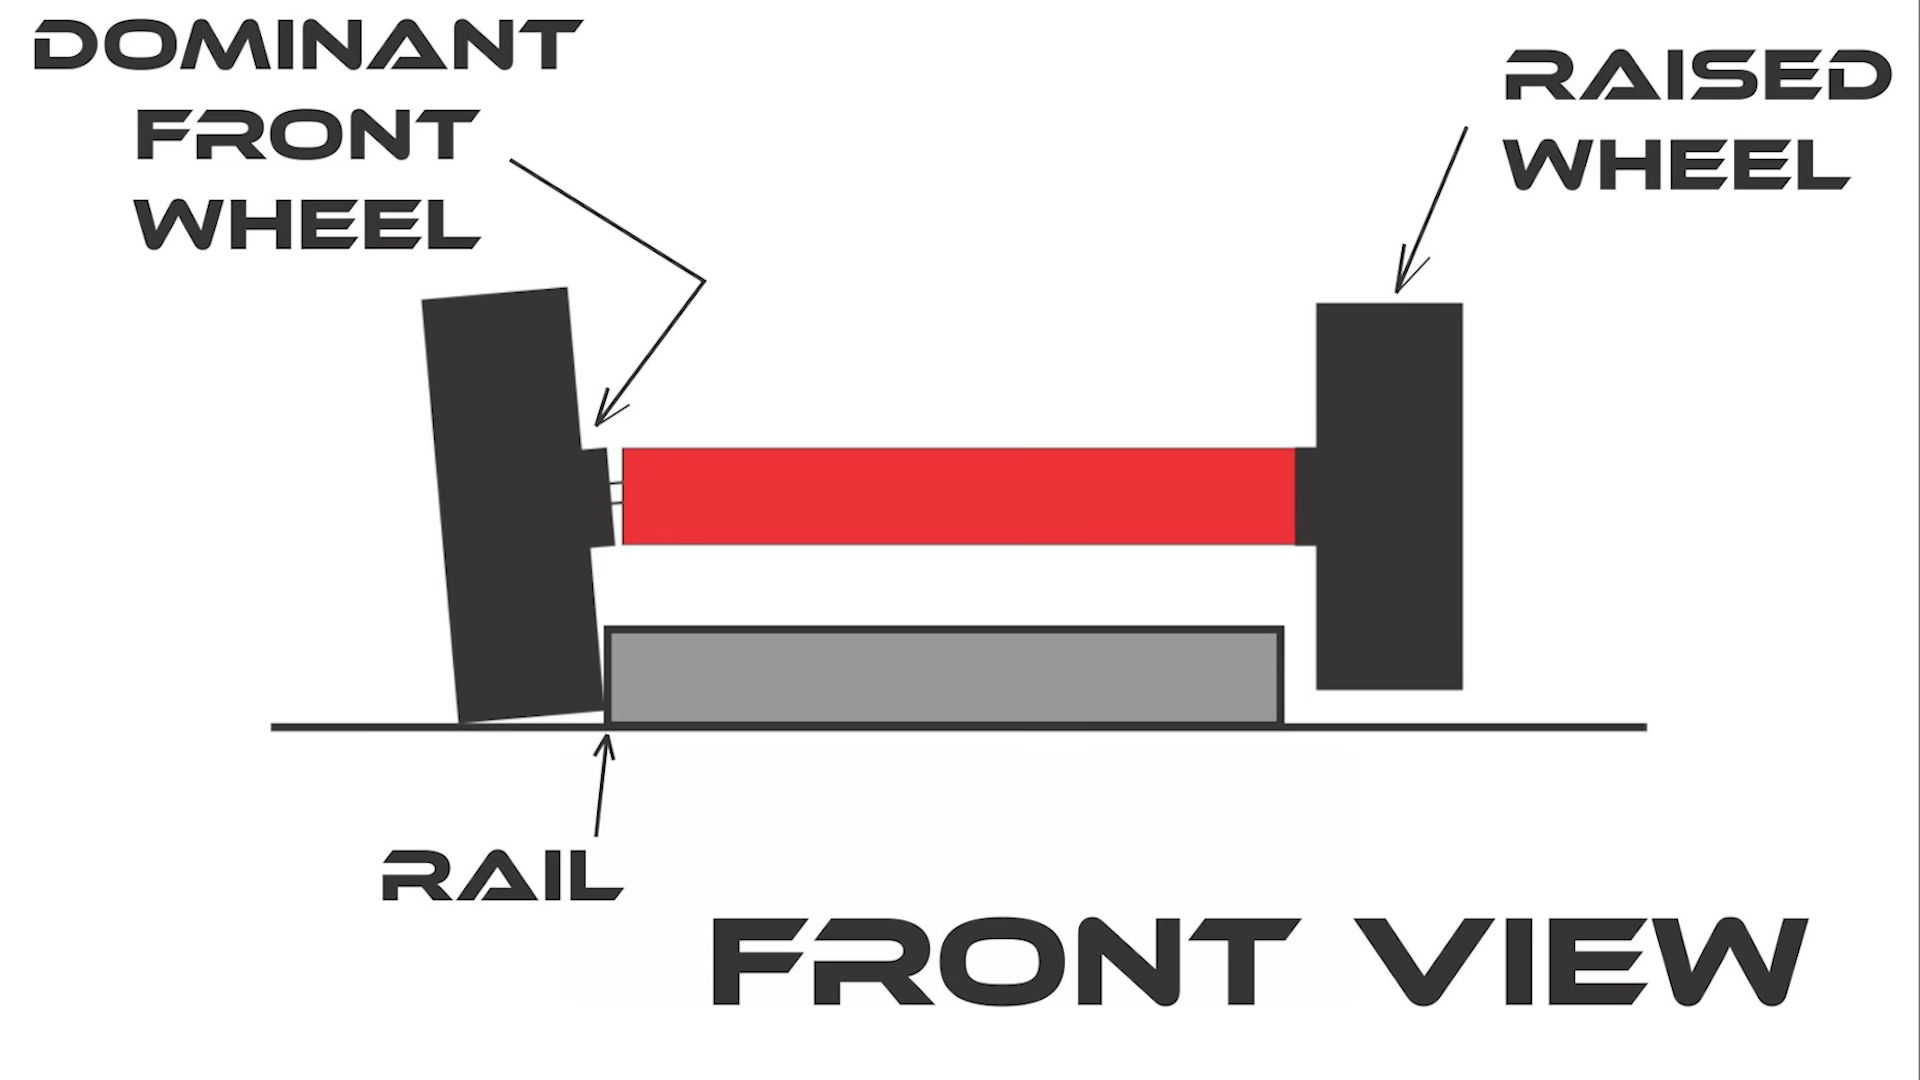 DOMINANT
FRONT
WHEEL
RAISED
WHEEL
RAIL
FRONT VIEW